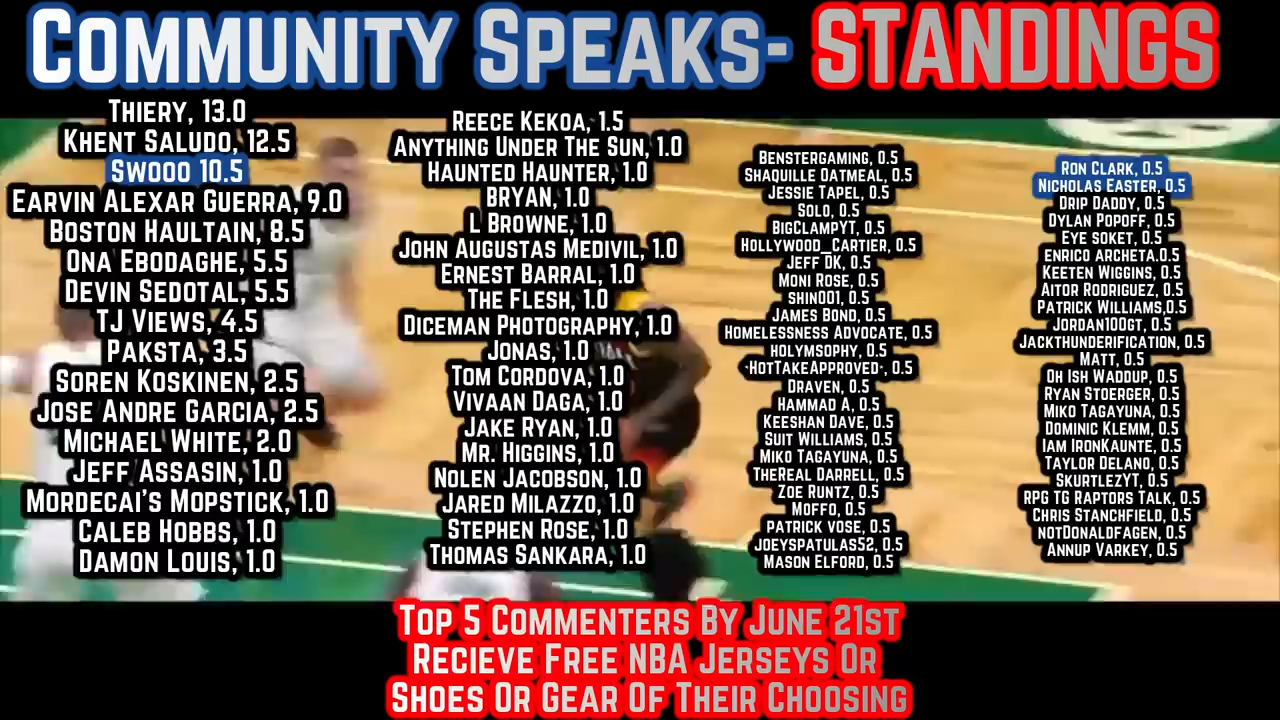 Community Speaks- STANDINGS
Thiery, 13.0
Khent Saludo, 12.5
Swooo 10.5
Earvin Alexar Guerra, 9.0
Boston Haultain, 8.5
Ona Ebodaghe, 5.5
Devin Sedotal, 5.5
TJ Views, 4.5
Paksta, 3.5
Soren Koskinen, 2.5
Jose Andre Garcia, 2.5
Michael White, 2.0
Jeff Assasin, 1.0
Mordecai's Mopstick, 1.0
Caleb Hobbs, 1.0
Damon Louis, 1.0
Reece Kekoa, 1.5
Anything Under The Sun, 1.0
Haunted Haunter, 1.0
Bryan, 1.0
L Browne, 1.0
John Augustas Medivil, 1.0
Ernest Barral, 1.0
The Flesh, 1.0
Diceman Photography, 1.0
Jonas, 1.0
Tom Cordova, 1.0
Vivaan Daga, 1.0
Jake Ryan, 1.0
Mr. Higgins, 1.0
Nolen Jacobson, 1.0
Jared Milazzo, 1.0
Stephen Rose, 1.0
Thomas Sankara, 1.0
Benstergaming, 0.5
Shaquille Oatmeal, 0.5
Jessie Tapel, 0.5
Solo, 0.5
BigClampYT, 0.5
Hollywood_Cartier, 0.5
Jeff DK, 0.5
Moni Rose, 0.5
shin001, 0.5
James Bond, 0.5
Homelessness Advocate, 0.5
holymsophy, 0.5
-HotTakeApproved-, 0.5
Draven, 0.5
Hammad A, 0.5
Keeshan Dave, 0.5
Suit Williams, 0.5
Miko Tagayuna, 0.5
TheReal Darrell, 0.5
Zoe Runtz, 0.5
Moffo, 0.5
patrick vose, 0.5
joeyspatulas52, 0.5
Mason Elford, 0.5
Ron Clark, 0.5
Nicholas Easter, 0.5
Drip Daddy, 0.5
Dylan Popoff, 0.5
Eye soket, 0.5
enrico archeta.0.5
Keeten Wiggins, 0.5
Aitor Rodriguez, 0.5
Patrick Williams,0.5
Jordan100GT, 0.5
Jackthunderification, 0.5
Matt, 0.5
Oh Ish Waddup, 0.5
Ryan Stoerger, 0.5
Miko Tagayuna, 0.5
Dominic Klemm, 0.5
Iam IronKaunte, 0.5
Taylor Delano, 0.5
SkurtlezYT, 0.5
RPG TG Raptors Talk, 0.5
Chris Stanchfield, 0.5
notDonaldFagen, 0.5
Annup Varkey, 0.5
Top 5 Commenters By June 21st
Recieve Free NBA Jerseys Or
Shoes Or Gear Of Their Choosing